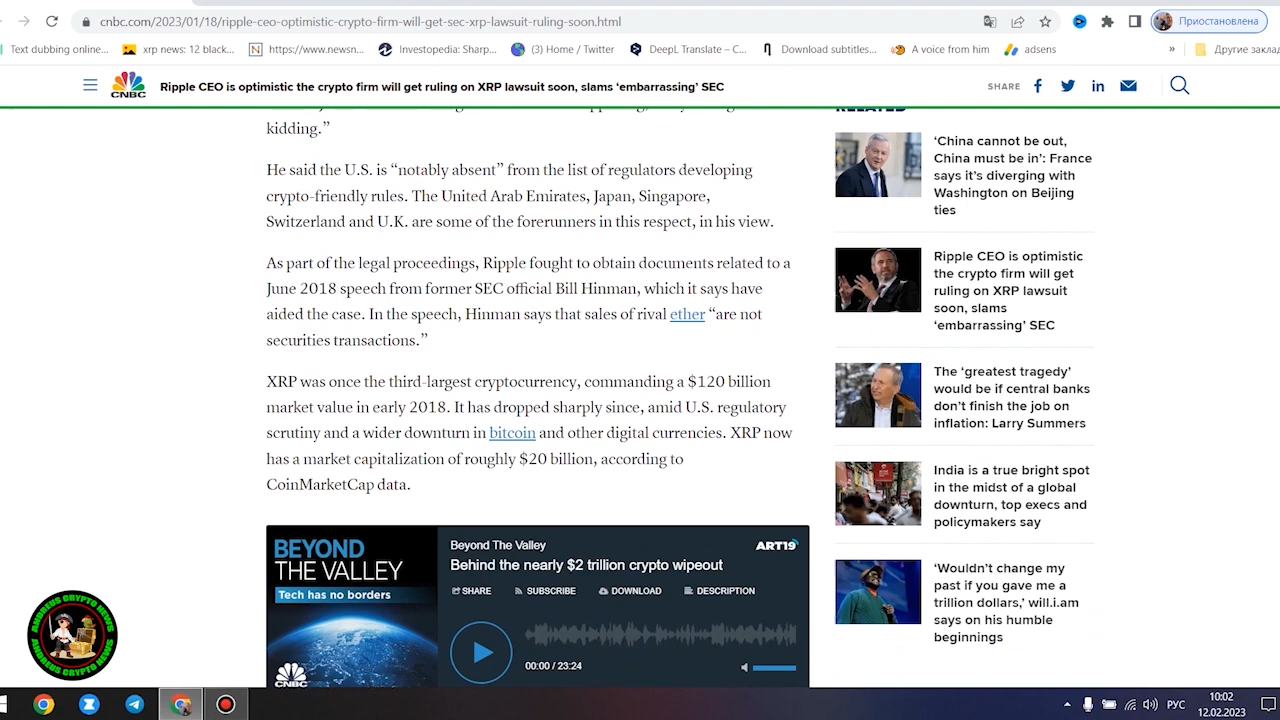 cnbc.com/2023/01/18/ripple-ceo-optimistic-crypto-firm-will-get-sec-xrp-lawsuit-ruling-soon.html
Приостановлена
Text dubbing online...
xrp news: 12 black...
https://www.newsn...
Investopedia: Sharp...
(3) Home / Twitter
DeepL Translate – C...
Download subtitles...
A voice from him
adsens
»
Другие заклад
CNBC
Ripple CEO is optimistic the crypto firm will get ruling on XRP lawsuit soon, slams ‘embarrassing’ SEC
SHARE
kidding.”
He said the U.S. is “notably absent” from the list of regulators developing
crypto-friendly rules. The United Arab Emirates, Japan, Singapore,
Switzerland and U.K. are some of the forerunners in this respect, in his view.
As part of the legal proceedings, Ripple fought to obtain documents related to a
June 2018 speech from former SEC official Bill Hinman, which it says have
aided the case. In the speech, Hinman says that sales of rival ether “are not
securities transactions.”
XRP was once the third-largest cryptocurrency, commanding a $120 billion
market value in early 2018. It has dropped sharply since, amid U.S. regulatory
scrutiny and a wider downturn in bitcoin and other digital currencies. XRP now
has a market capitalization of roughly $20 billion, according to
CoinMarketCap data.
BEYOND
THE VALLEY
Tech has no borders
CNBC
Beyond The Valley
ART19
Behind the nearly $2 trillion crypto wipeout
SHARE
SUBSCRIBE
DOWNLOAD
DESCRIPTION
00:00 / 23:24
RELATED
‘China cannot be out,
China must be in’: France
says it’s diverging with
Washington on Beijing
ties
Ripple CEO is optimistic
the crypto firm will get
ruling on XRP lawsuit
soon, slams
‘embarrassing’ SEC
The ‘greatest tragedy’
would be if central banks
don’t finish the job on
inflation: Larry Summers
India is a true bright spot
in the midst of a global
downturn, top execs and
policymakers say
‘Wouldn’t change my
past if you gave me a
trillion dollars,’ will.i.am
says on his humble
beginnings
ANDREUS CRYPTO NEWS
ANDREUS CRYPTO NEWS
РУС
10:02
12.02.2023